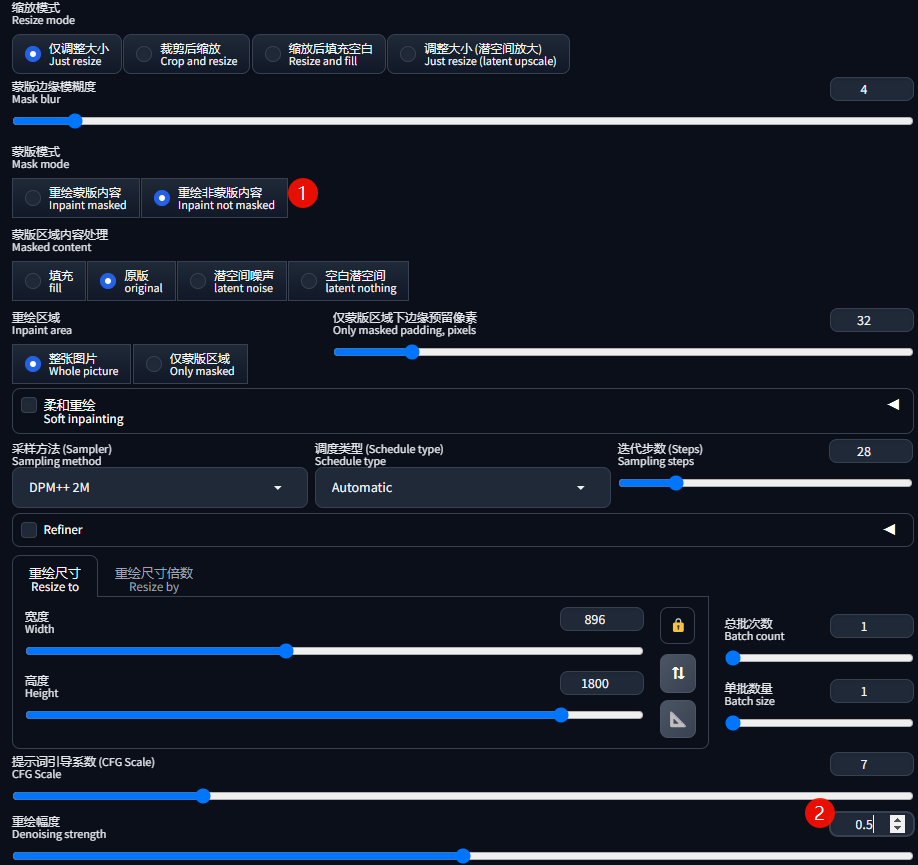 缩放模式
Resize mode
仅调整大小
Just resize
裁剪后缩放
Crop and resize
缩放后填充空白
Resize and fill
调整大小 (潜空间放大)
Just resize (latent upscale)
蒙版边缘模糊度
Mask blur
4
蒙版模式
Mask mode
重绘蒙版内容
Inpaint masked
重绘非蒙版内容
Inpaint not masked
1
蒙版区域内容处理
Masked content
填充
fill
原版
original
潜空间噪声
latent noise
空白潜空间
latent nothing
重绘区域
Inpaint area
整张图片
Whole picture
仅蒙版区域
Only masked
仅蒙版区域下边缘预留像素
Only masked padding, pixels
32
柔和重绘
Soft inpainting
采样方法 (Sampler)
Sampling method
DPM++ 2M
调度类型 (Schedule type)
Schedule type
Automatic
迭代步数 (Steps)
Sampling steps
28
Refiner
重绘尺寸
Resize to
重绘尺寸倍数
Resize by
宽度
Width
896
高度
Height
1800
总批次数
Batch count
1
单批数量
Batch size
1
提示词引导系数 (CFG Scale)
CFG Scale
7
重绘幅度
Denoising strength
2
0.5